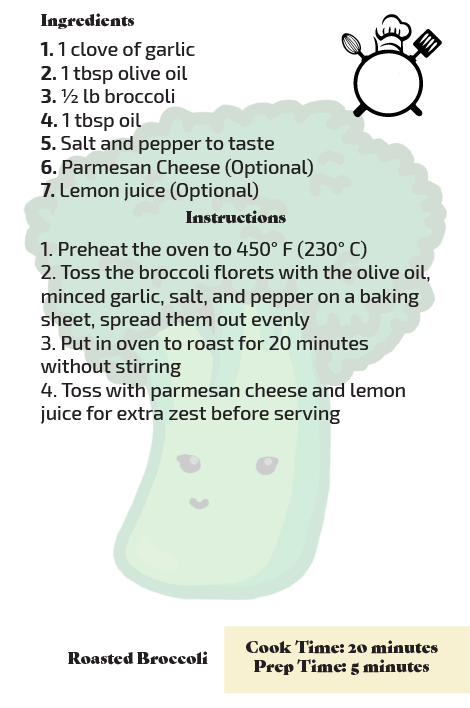 Ingredients
1. 1 clove of garlic
2. 1 tbsp olive oil
3. ½ lb broccoli
4. 1 tbsp oil
5. Salt and pepper to taste
6. Parmesan Cheese (Optional)
7. Lemon juice (Optional)
Instructions
1. Preheat the oven to 450° F (230° C)
2. Toss the broccoli florets with the olive oil,
minced garlic, salt, and pepper on a baking
sheet, spread them out evenly
3. Put in oven to roast for 20 minutes
without stirring
4. Toss with parmesan cheese and lemon
juice for extra zest before serving
Roasted Broccoli
Cook Time: 20 minutes
Prep Time: 5 minutes